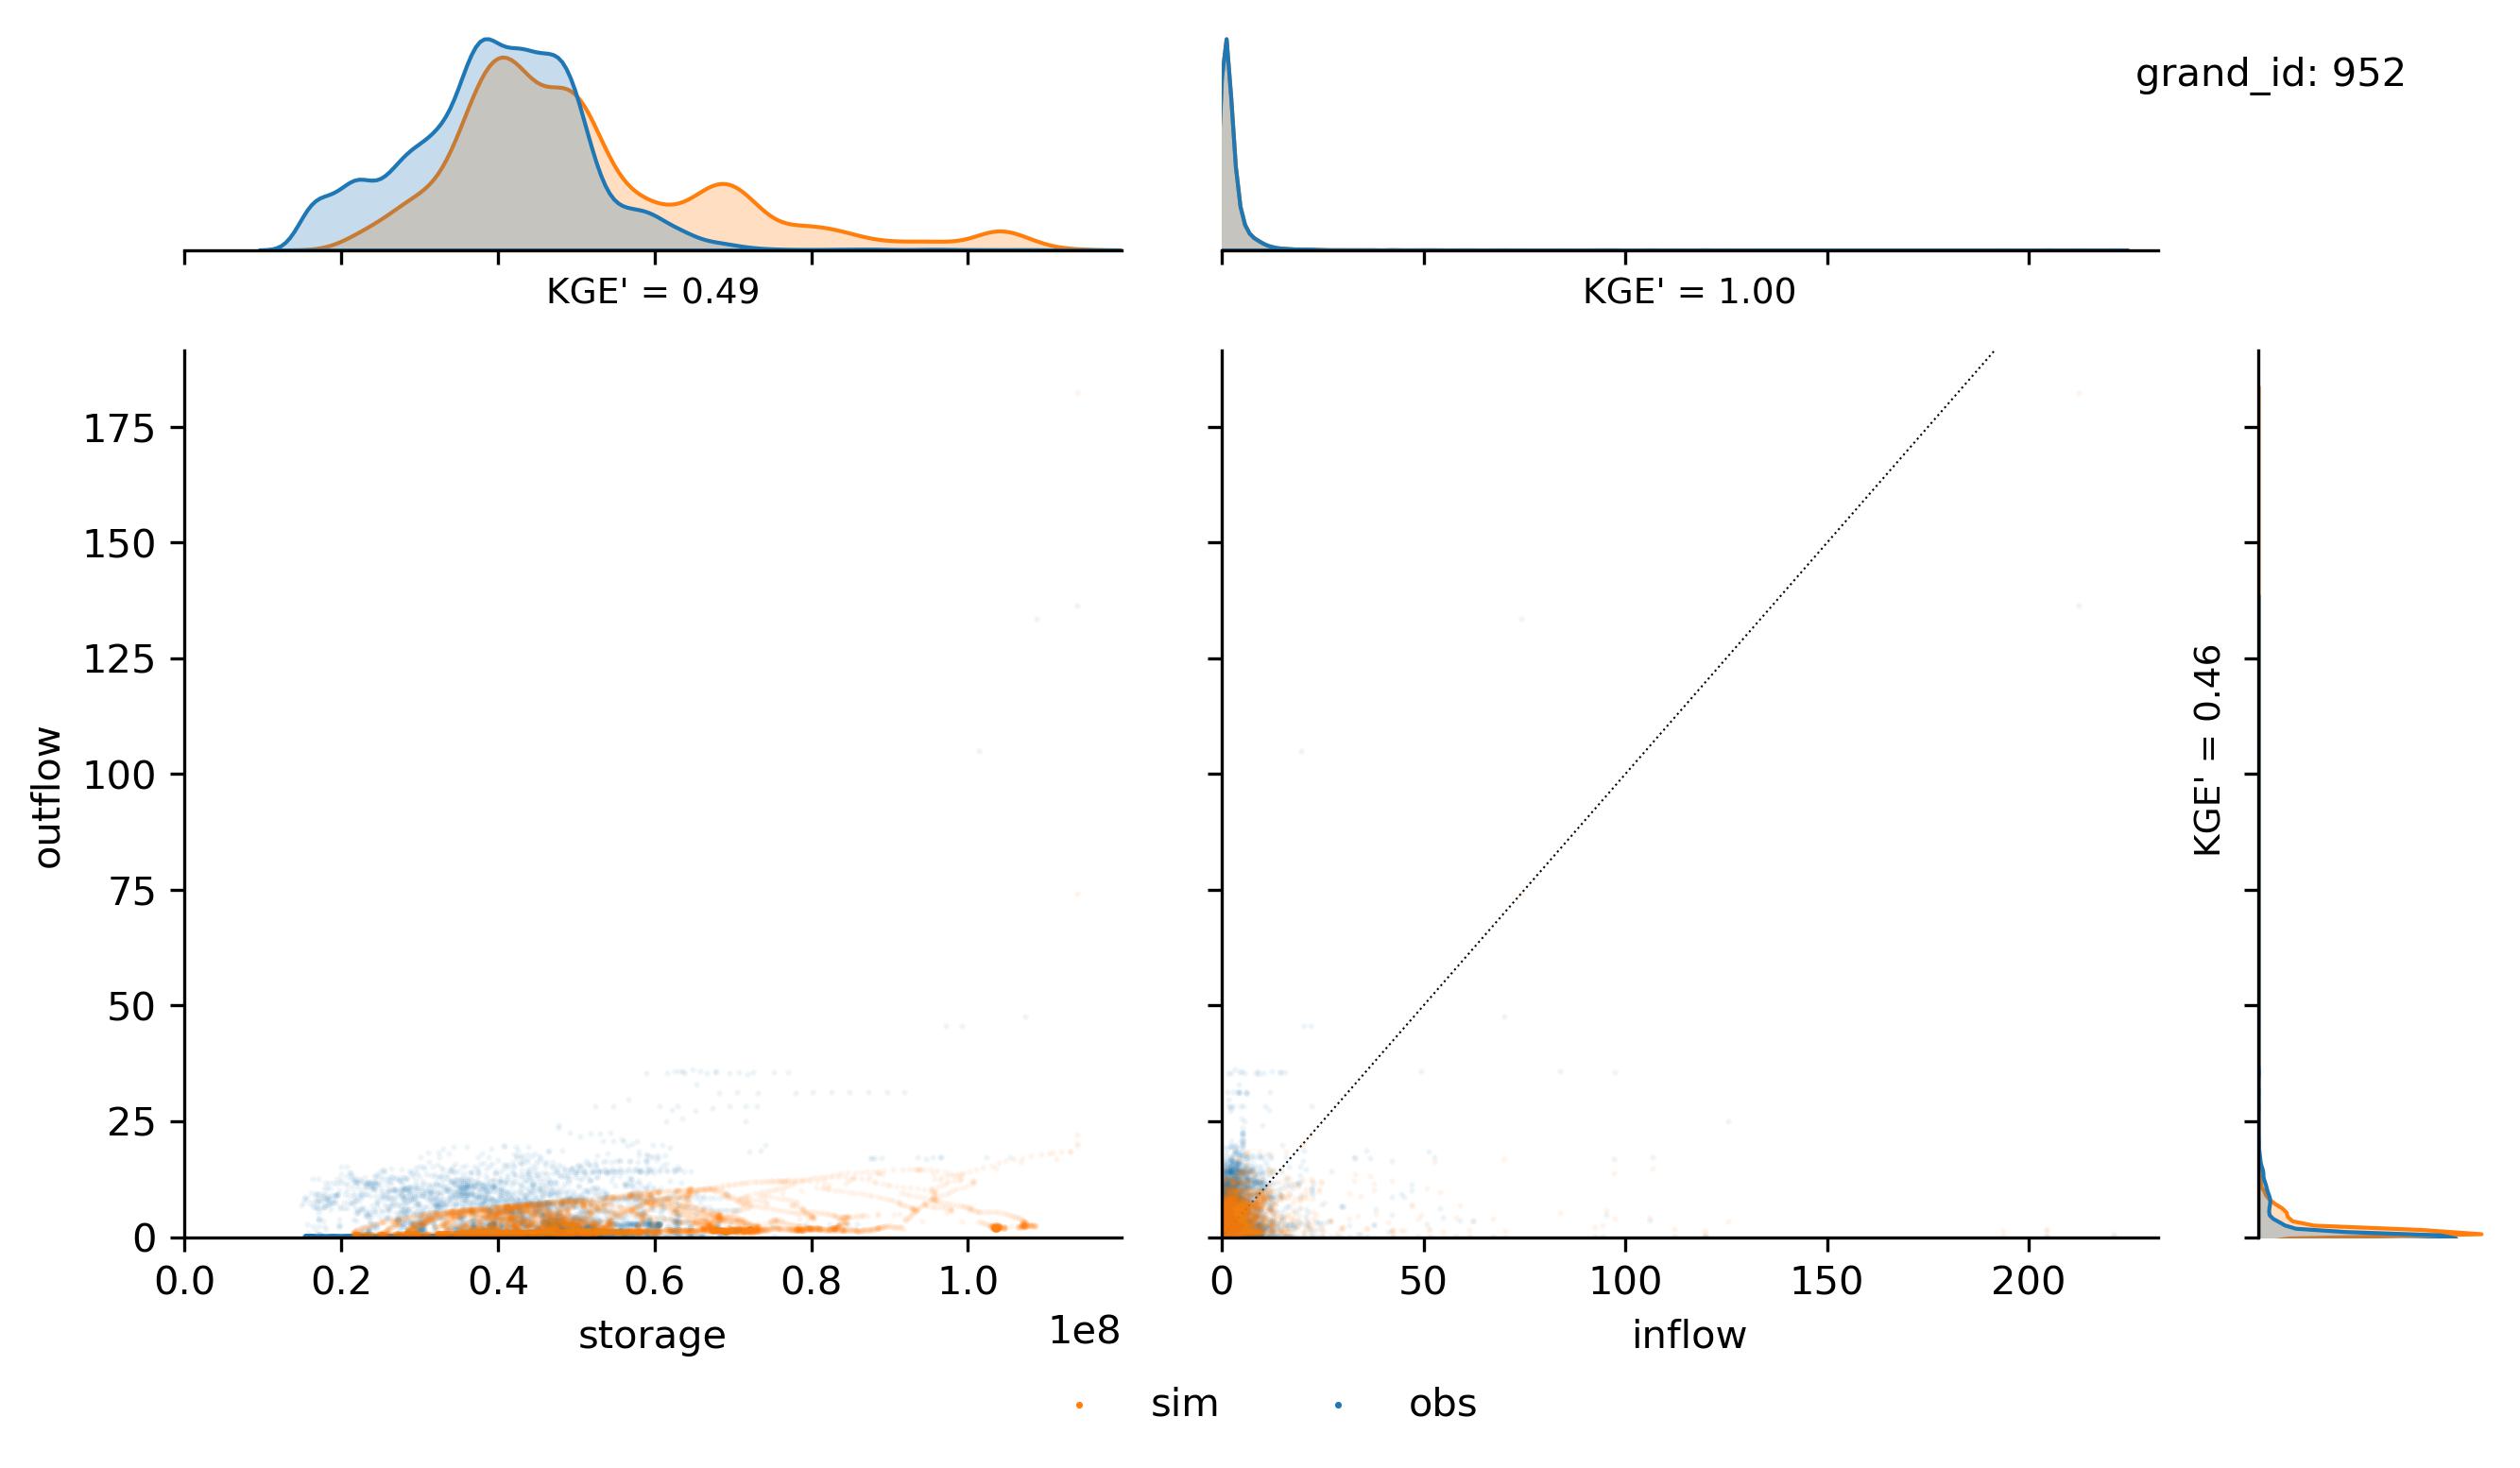 grand_id: 952
KGE' = 0.49
KGE' = 1.00
175
150
125
100
75
50
25
0
outflow
KGE' = 0.46
0.0 0.2 0.4 0.6 0.8 1.0
1e8
storage
0 50 100 150 200
inflow
sim obs